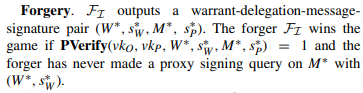 Forgery. 𝓕_𝓘 outputs a warrant-delegation-message-
signature pair (W*, s*_W, M*, s*_p). The forger 𝓕_𝓘 wins the
game if PVerify(vk_O, vk_P, W*, s*_W, M*, s*_p) = 1 and the
forger has never made a proxy signing query on M* with
(W*, s*_W).